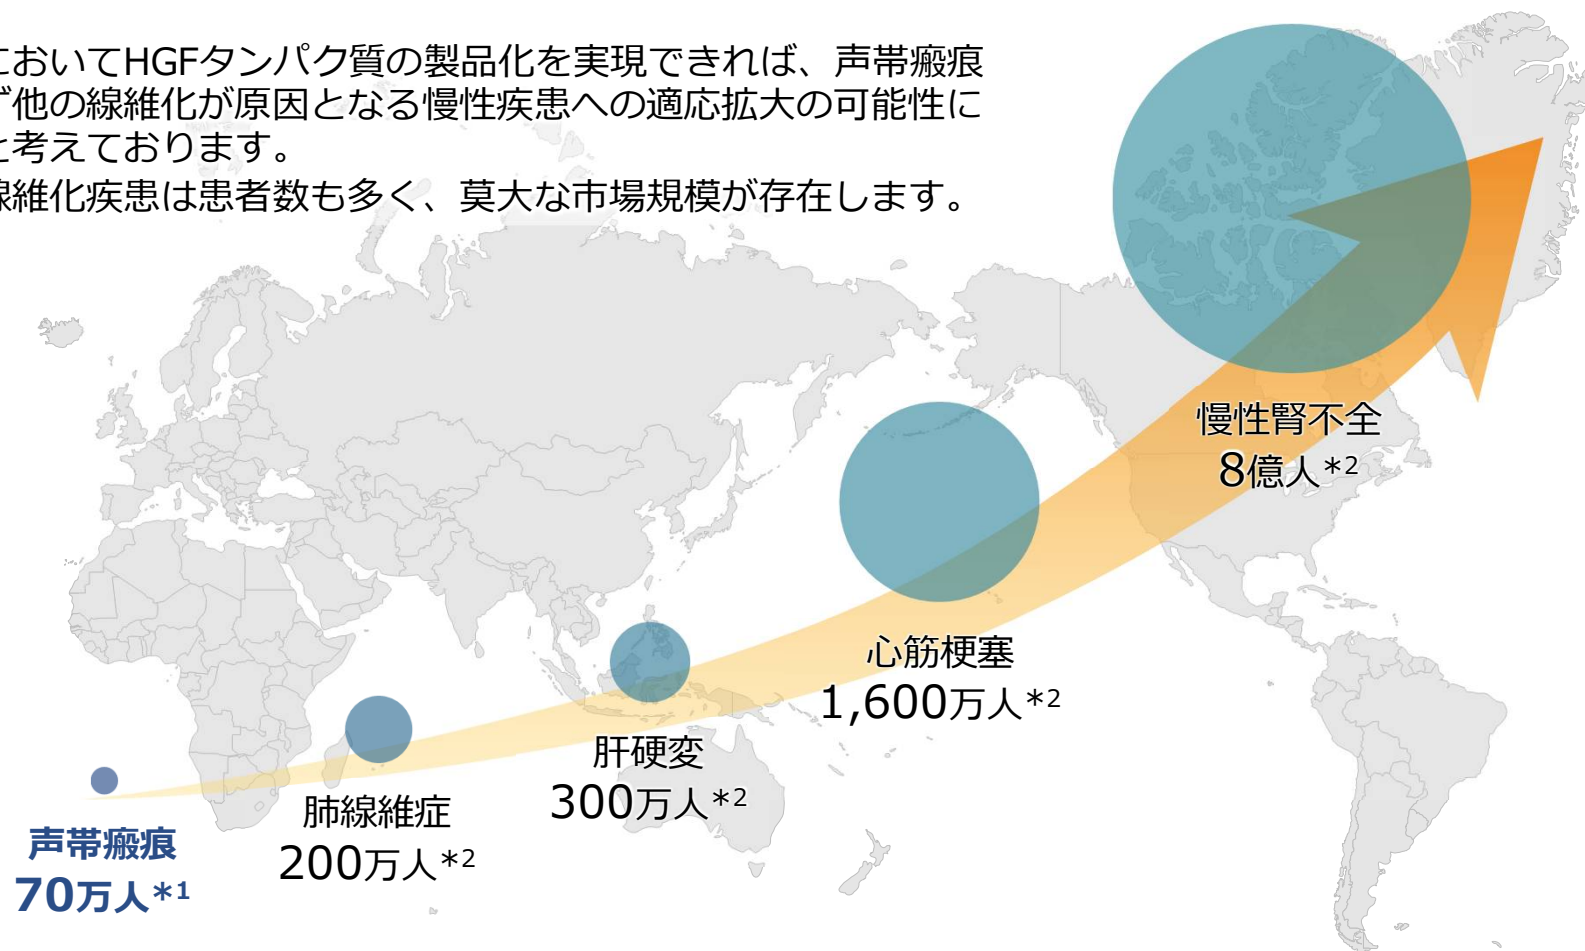 においてHGFタンパク質の製品化を実現できれば、声帯瘢痕
ず他の線維化が原因となる慢性疾患への適応拡大の可能性に
と考えております。
線維化疾患は患者数も多く、莫大な市場規模が存在します。
慢性腎不全
8億人*2
心筋梗塞
1,600万人*2
肝硬変
300万人*2
肺線維症
200万人*2
声帯瘢痕
70万人*1